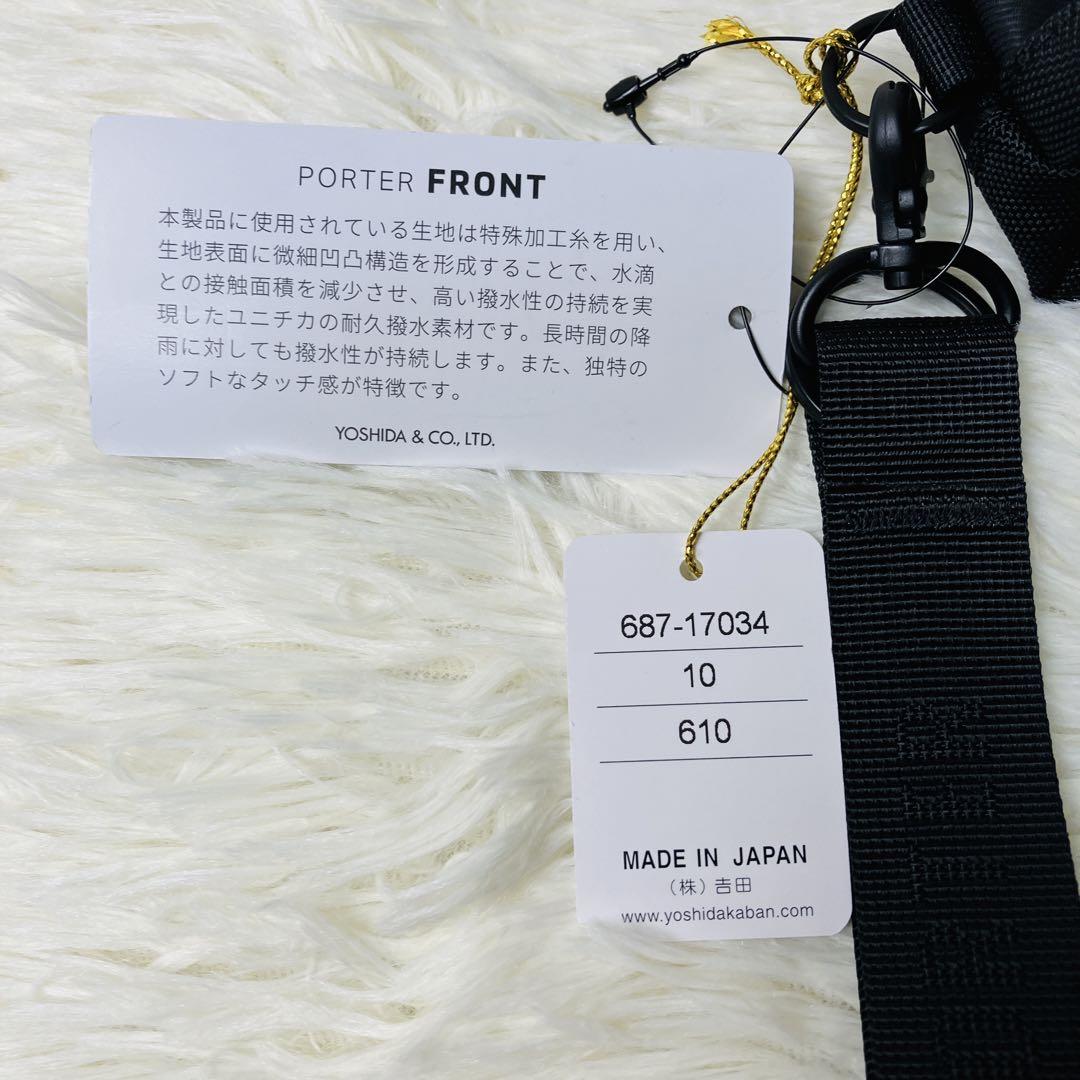 PORTER FRONT
本製品に使用されている生地は特殊加工糸を用い、
生地表面に微細凹凸構造を形成することで、水滴
との接触面積を減少させ、高い撥水性の持続を実
現したユニチカの耐久撥水素材です。長時間の降
雨に対しても撥水性が持続します。また、独特の
ソフトなタッチ感が特徴です。
YOSHIDA & CO., LTD.
687-17034
10
610
MADE IN JAPAN
（株）𠮷田
www.yoshidakaban.com